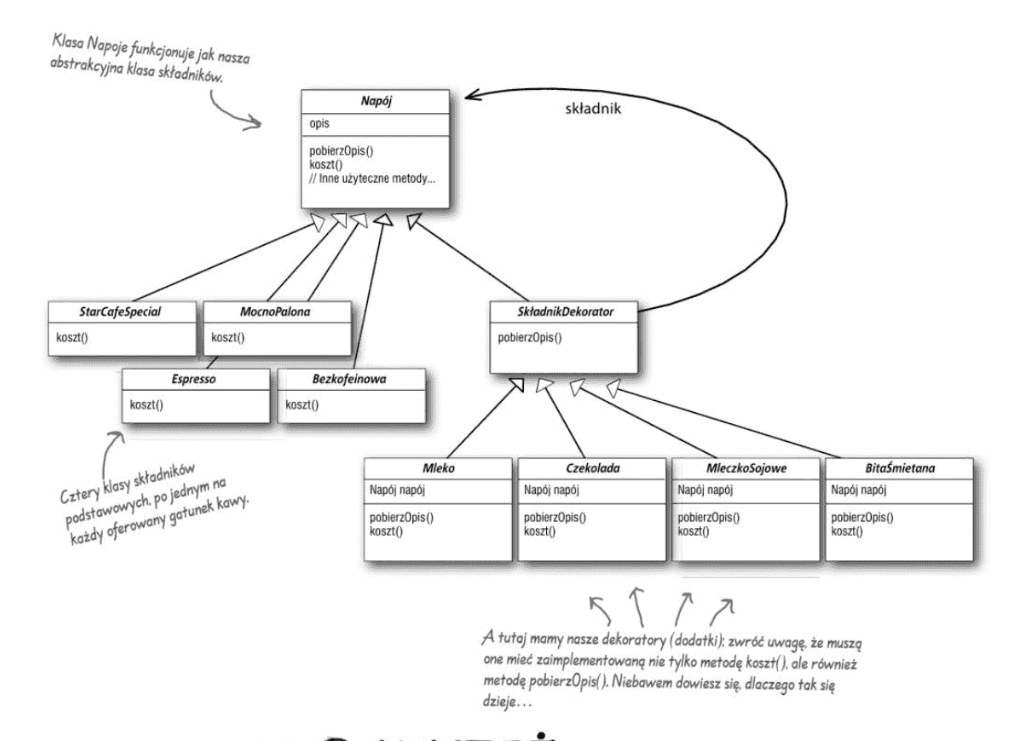 Klasa Napoje funkcjonuje jak nasza
abstrakcyjna klasa składników.
Napój
opis
pobierzOpis()
koszt()
// Inne użyteczne metody...
składnik
StarCafeSpecial
koszt()
MocnoPalona
koszt()
SkładnikDekorator
pobierzOpis()
Espresso
koszt()
Bezkofeinowa
koszt()
Cztery klasy składników
podstawowych, po jednym na
każdy oferowany gatunek kawy.
Mleko
Napój napój
pobierzOpis()
koszt()
Czekolada
Napój napój
pobierzOpis()
koszt()
MleczkoSojowe
Napój napój
pobierzOpis()
koszt()
BitaŚmietana
Napój napój
pobierzOpis()
koszt()
A tutaj mamy nasze dekoratory (dodatki); zwróć uwagę, że muszą
one mieć zaimplementowaną nie tylko metodę koszt(), ale również
metodę pobierzOpis(). Niebawem dowiesz się, dlaczego tak się
dzieje...